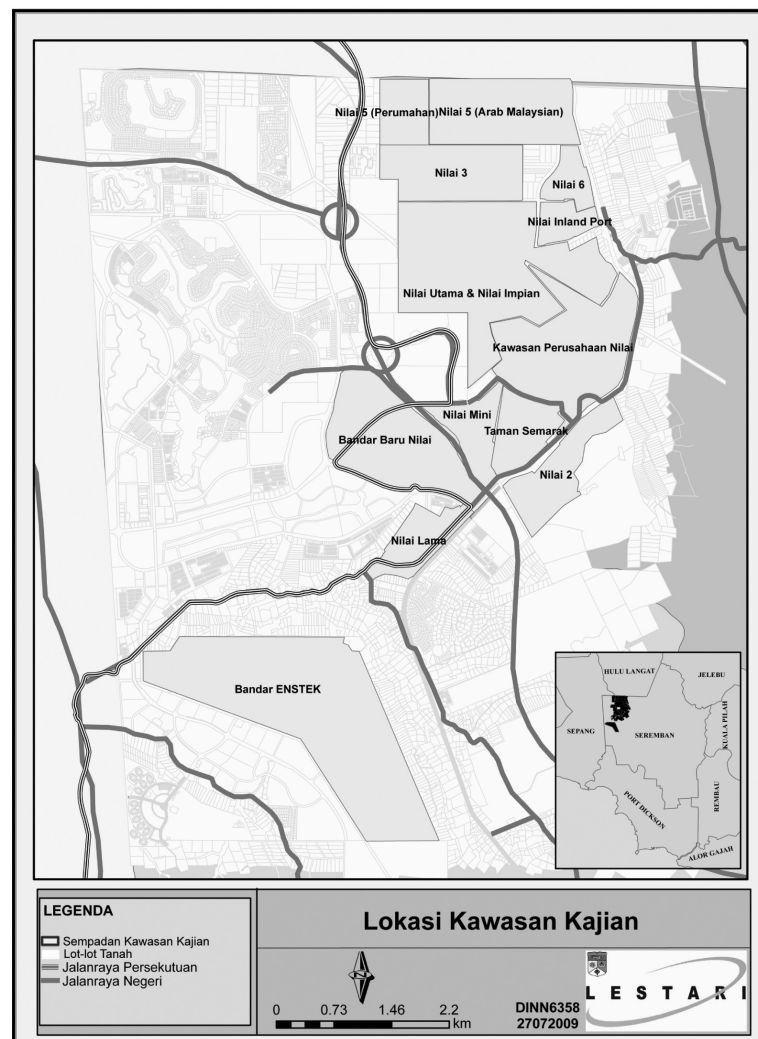 Nilai 5 (Perumahan)
Nilai 5 (Arab Malaysian)
Nilai 3
Nilai 6
Nilai Inland Port
Nilai Utama & Nilai Impian
Kawasan Perusahaan Nilai
Nilai Mini
Taman Semarak
Bandar Baru Nilai
Nilai 2
Nilai Lama
Bandar ENSTEK
HULU LANGAT
JELEBU
SEPANG
SEREMBAN
KUALA PILAH
PORT DICKSON
REMBAU
ALOR GAJAH
LEGENDA
Sempadan Kawasan Kajian
Lot-lot Tanah
Jalanraya Persekutuan
Jalanraya Negeri
Lokasi Kawasan Kajian
N
0 0.73 1.46 2.2
km
DINN6358
27072009
LESTARI